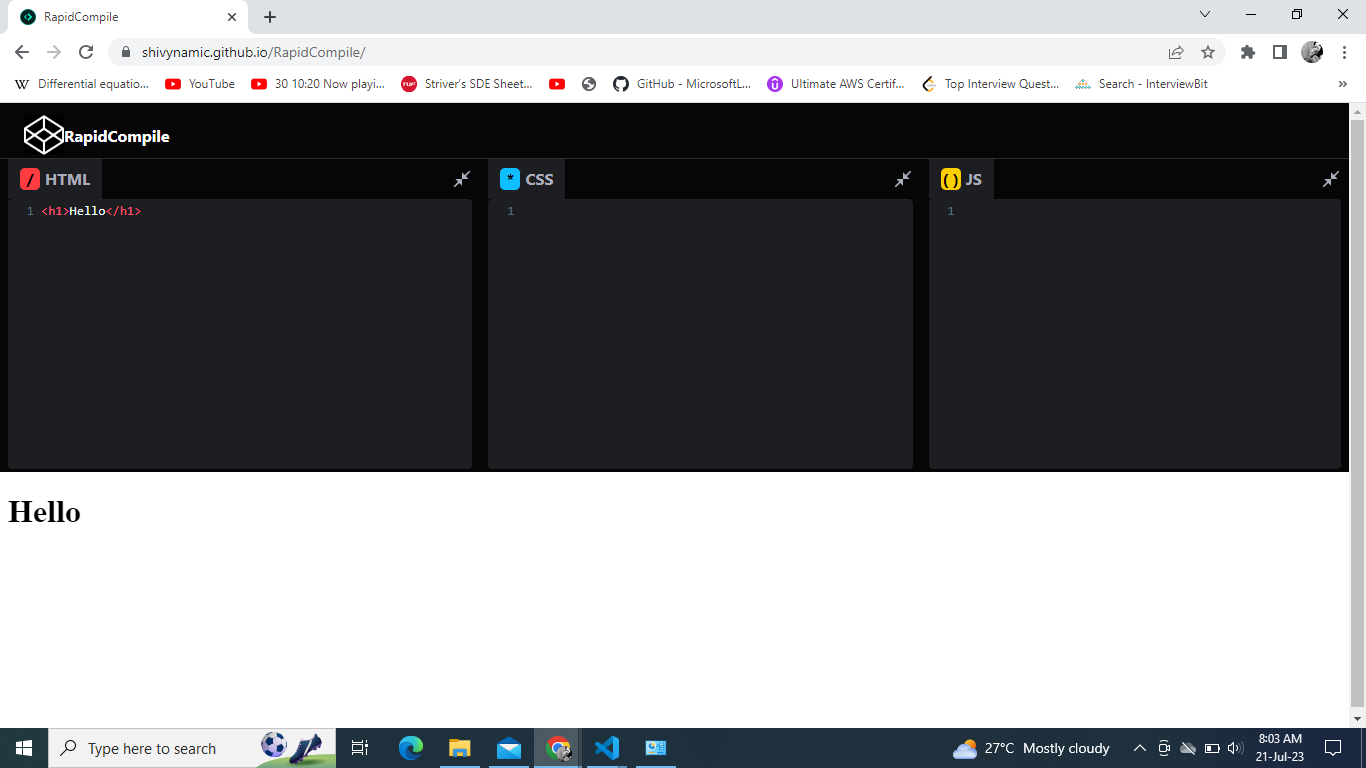 RapidCompile
shivynamic.github.io/RapidCompile/
W Differential equatio... YouTube 30 10:20 Now playi... TUF Striver's SDE Sheet... GitHub - MicrosoftL... Ultimate AWS Certif... Top Interview Quest... Search - InterviewBit »
RapidCompile
/ HTML * CSS ( ) JS
1 <h1>Hello</h1> 1 1
Hello
Type here to search 27°C Mostly cloudy 8:03 AM
21-Jul-23